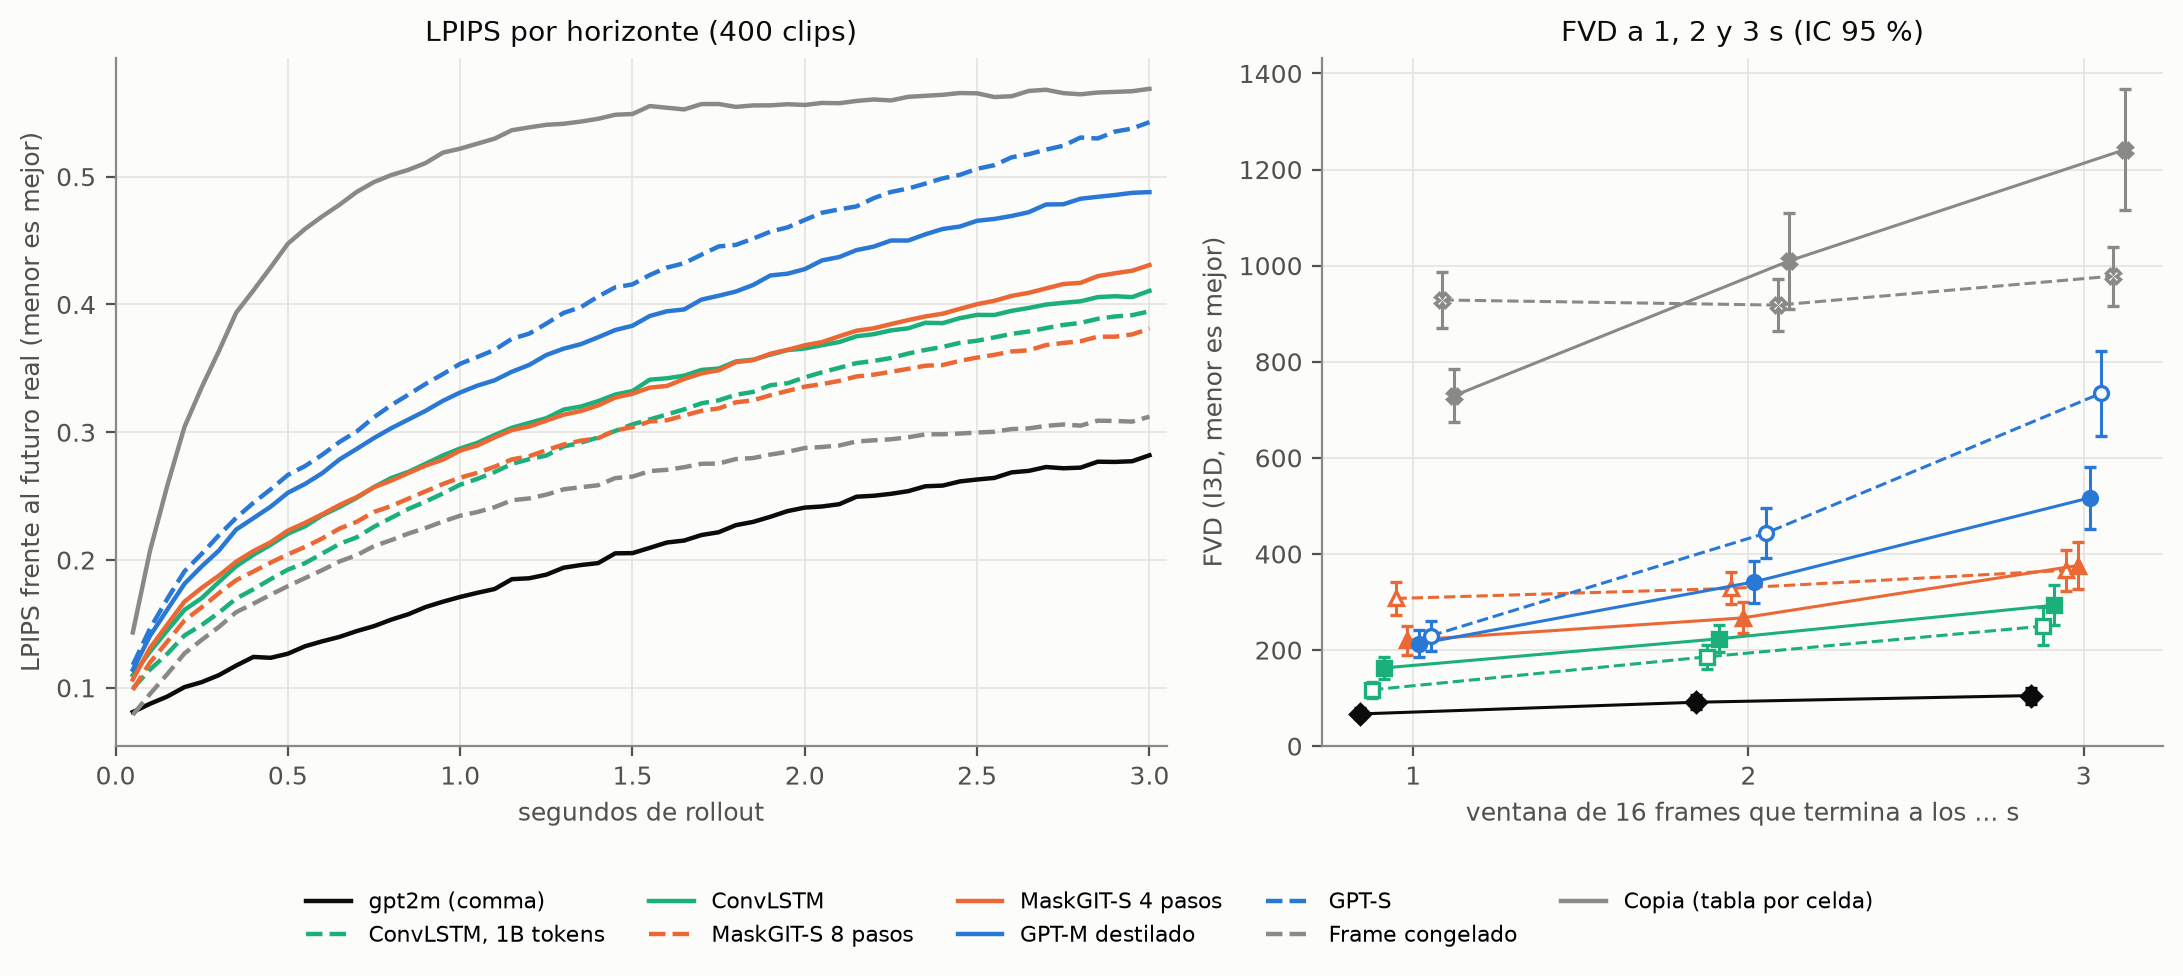 LPIPS por horizonte (400 clips)
LPIPS frente al futuro real (menor es mejor)
0.5
0.4
0.3
0.2
0.1
0.0
0.5
1.0
1.5
2.0
2.5
3.0
segundos de rollout
FVD a 1, 2 y 3 s (IC 95 %)
FVD (I3D, menor es mejor)
1400
1200
1000
800
600
400
200
0
1
2
3
ventana de 16 frames que termina a los ... s
gpt2m (comma)
ConvLSTM, 1B tokens
ConvLSTM
MaskGIT-S 8 pasos
MaskGIT-S 4 pasos
GPT-M destilado
GPT-S
Frame congelado
Copia (tabla por celda)